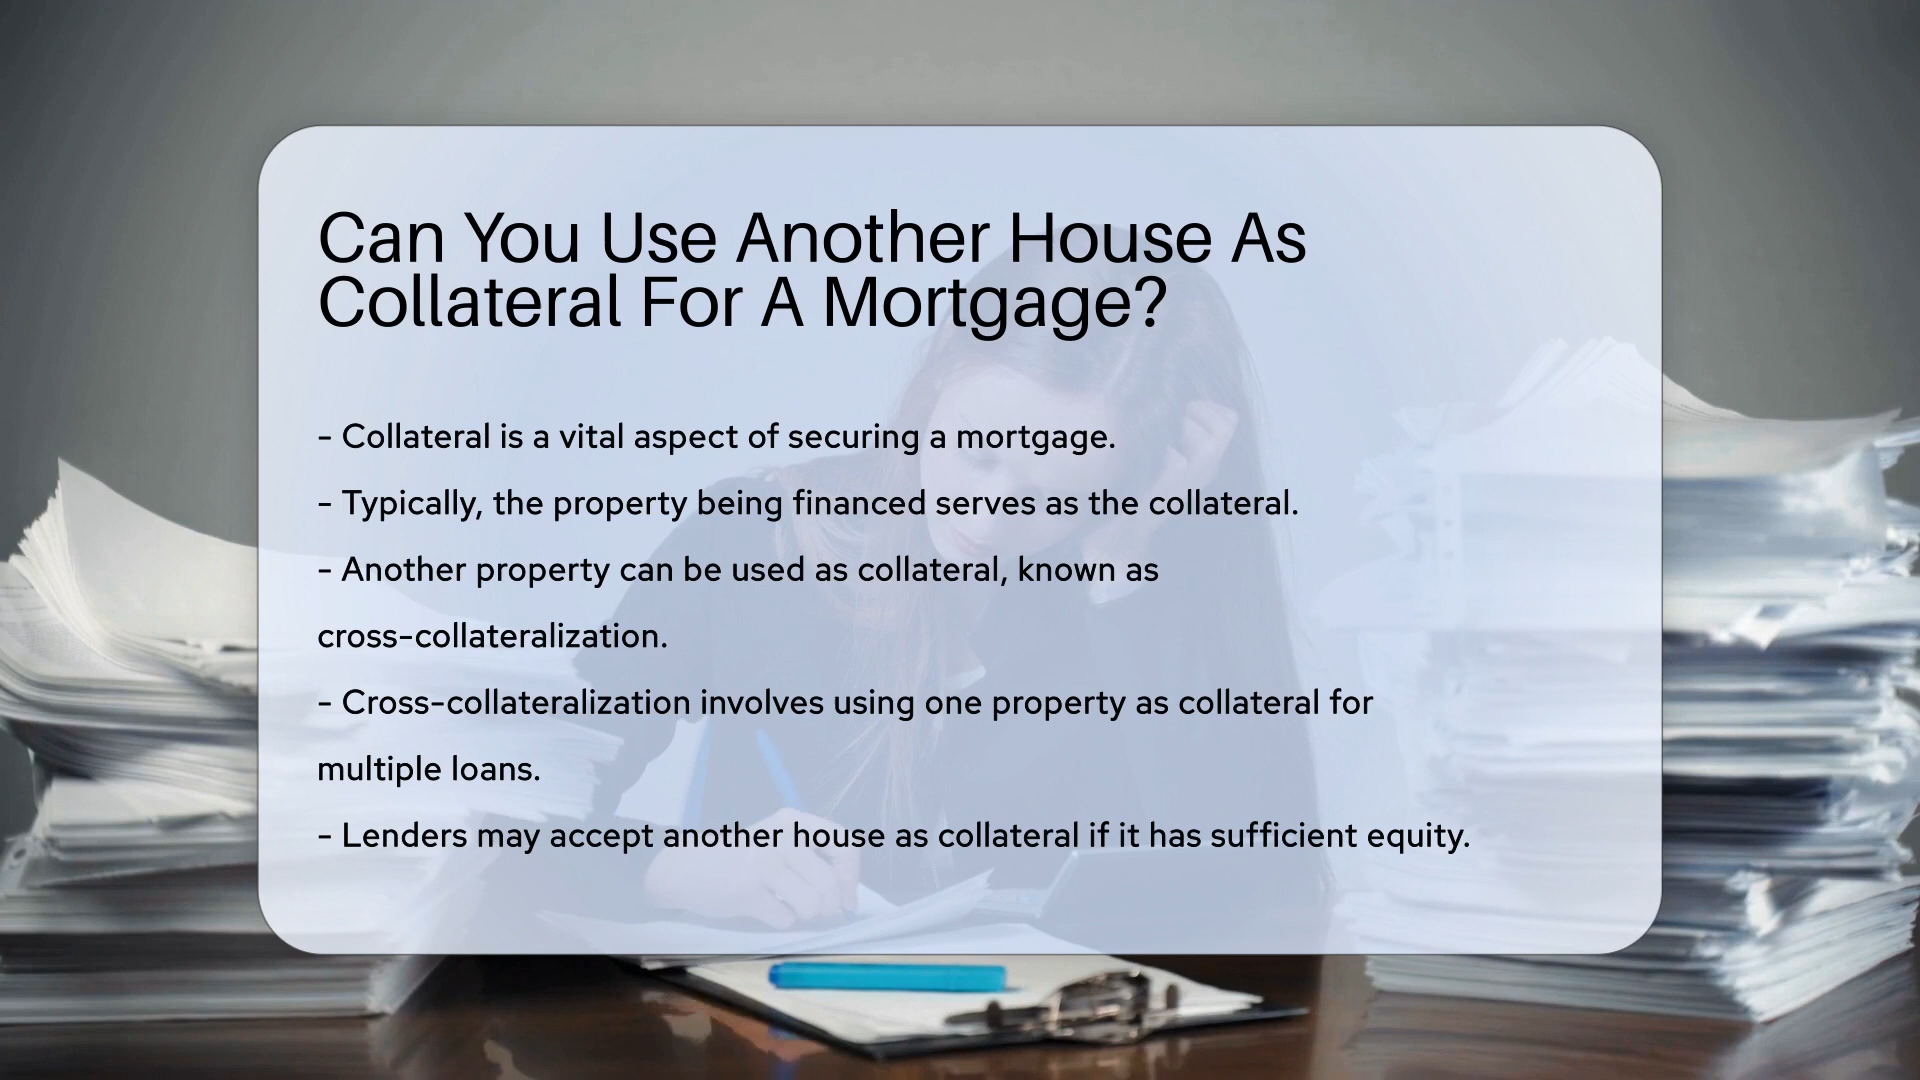 Can You Use Another House As
Collateral For A Mortgage?
- Collateral is a vital aspect of securing a mortgage.
- Typically, the property being financed serves as the collateral.
- Another property can be used as collateral, known as
cross-collateralization.
- Cross-collateralization involves using one property as collateral for
multiple loans.
- Lenders may accept another house as collateral if it has sufficient equity.